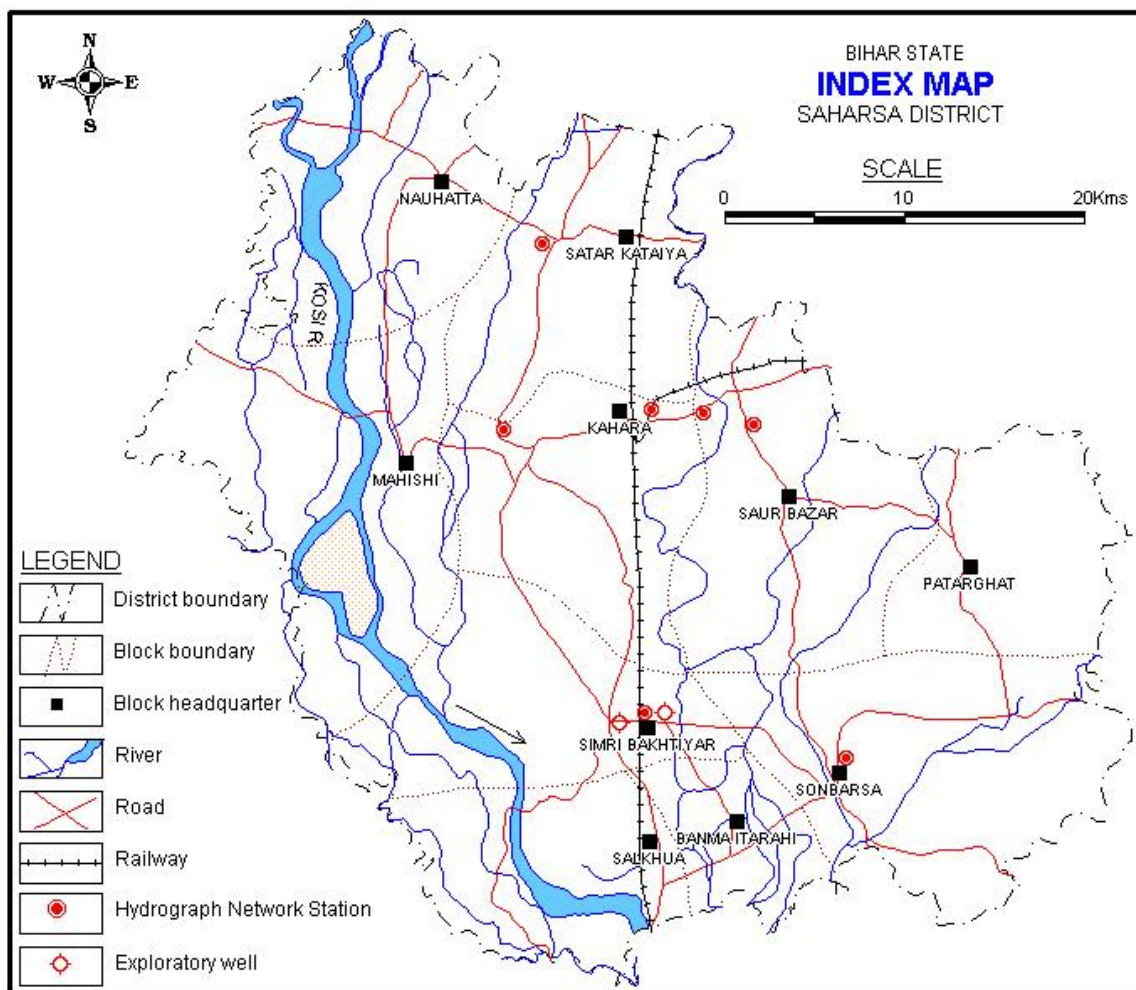 N
W E
S
BIHAR STATE
INDEX MAP
SAHARSA DISTRICT
SCALE
0 10 20Kms
NAUHATTA
SATAR KATAIYA
KOSI R
KAHARA
MAHISHI
SAUR BAZAR
PATARGHAT
SIMRI BAKHTIYAR
SONBARSA
BANMA ITARAHI
SALKHUA
LEGEND
District boundary
Block boundary
Block headquarter
River
Road
Railway
Hydrograph Network Station
Exploratory well